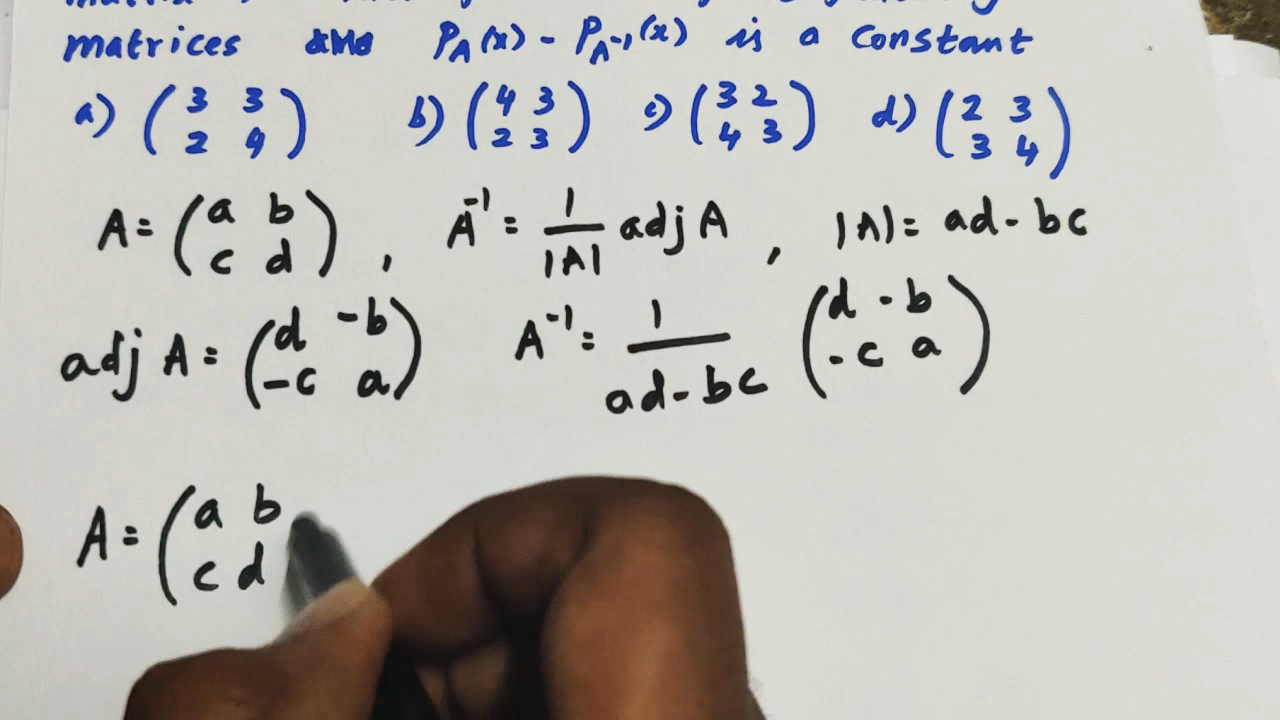 matrices and P_A(x) - P_A⁻¹(x) is a constant
a) (3 3 / 2 4) b) (4 3 / 2 3) c) (3 2 / 4 3) d) (2 3 / 3 4)
A = (a b / c d) , A⁻¹ = 1/|A| adj A , |A| = ad - bc
adj A = (d -b / -c a) A⁻¹ = 1/(ad - bc) (d -b / -c a)
A = (a b / c d